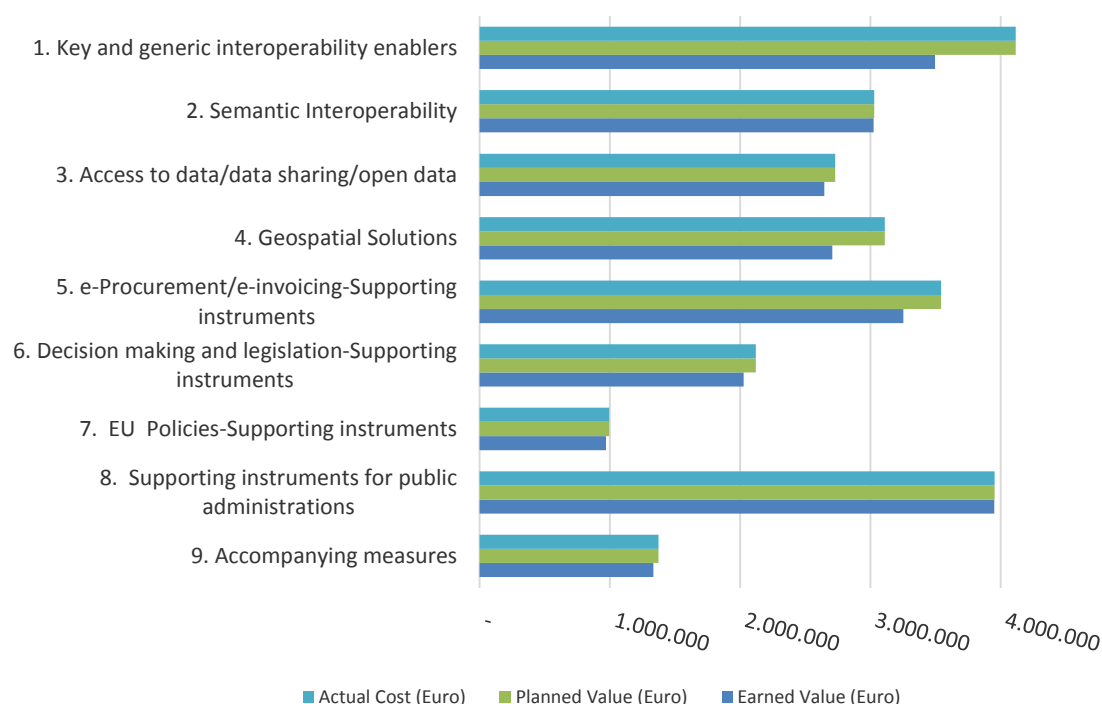 1. Key and generic interoperability enablers
2. Semantic Interoperability
3. Access to data/data sharing/open data
4. Geospatial Solutions
5. e-Procurement/e-invoicing-Supporting
instruments
6. Decision making and legislation-Supporting
instruments
7. EU Policies-Supporting instruments
8. Supporting instruments for public
administrations
9. Accompanying measures
- 1.000.000 2.000.000 3.000.000 4.000.000
Actual Cost (Euro) Planned Value (Euro) Earned Value (Euro)